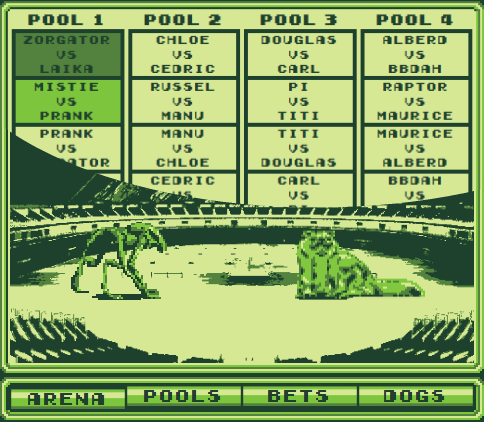 POOL 1 POOL 2 POOL 3 POOL 4
ZORGATOR CHLOE DOUGLAS ALBERD
VS VS VS VS
LAIKA CEDRIC CARL BBDAH
MISTIE RUSSEL PI RAPTOR
VS VS VS VS
PRANK MANU TITI MAURICE
PRANK MANU TITI MAURICE
VS VS VS VS
ATOR CHLOE DOUGLAS ALBERD
CEDRIC CARL BBDAH
VS VS VS
ARENA POOLS BETS DOGS